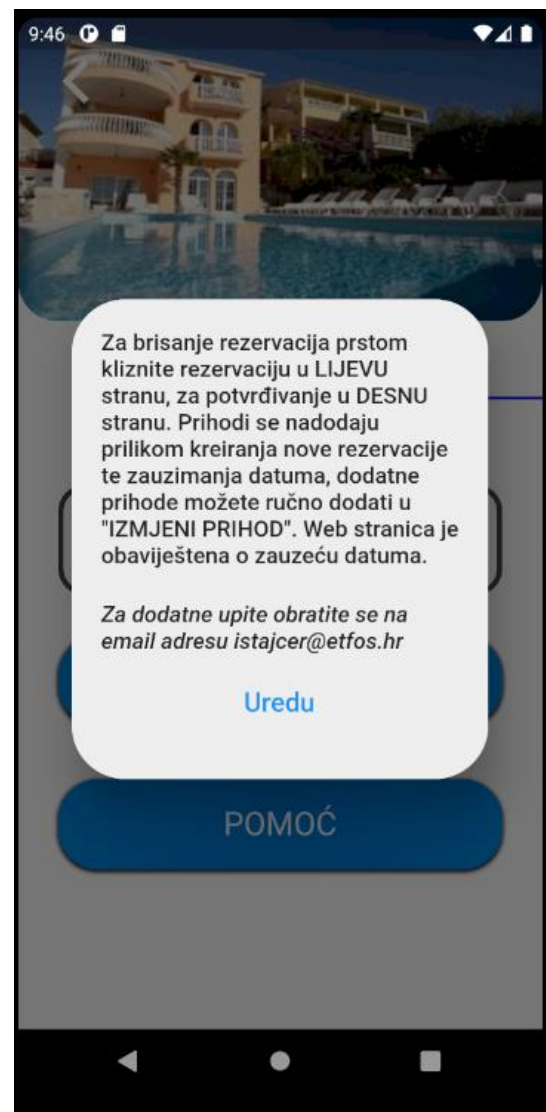 9:46
Za brisanje rezervacija prstom
kliznite rezervaciju u LIJEVU
stranu, za potvrđivanje u DESNU
stranu. Prihodi se nadodaju
prilikom kreiranja nove rezervacije
te zauzimanja datuma, dodatne
prihode možete ručno dodati u
"IZMJENI PRIHOD". Web stranica je
obaviještena o zauzeću datuma.
Za dodatne upite obratite se na
email adresu istajcer@etfos.hr
Uredu
POMOĆ